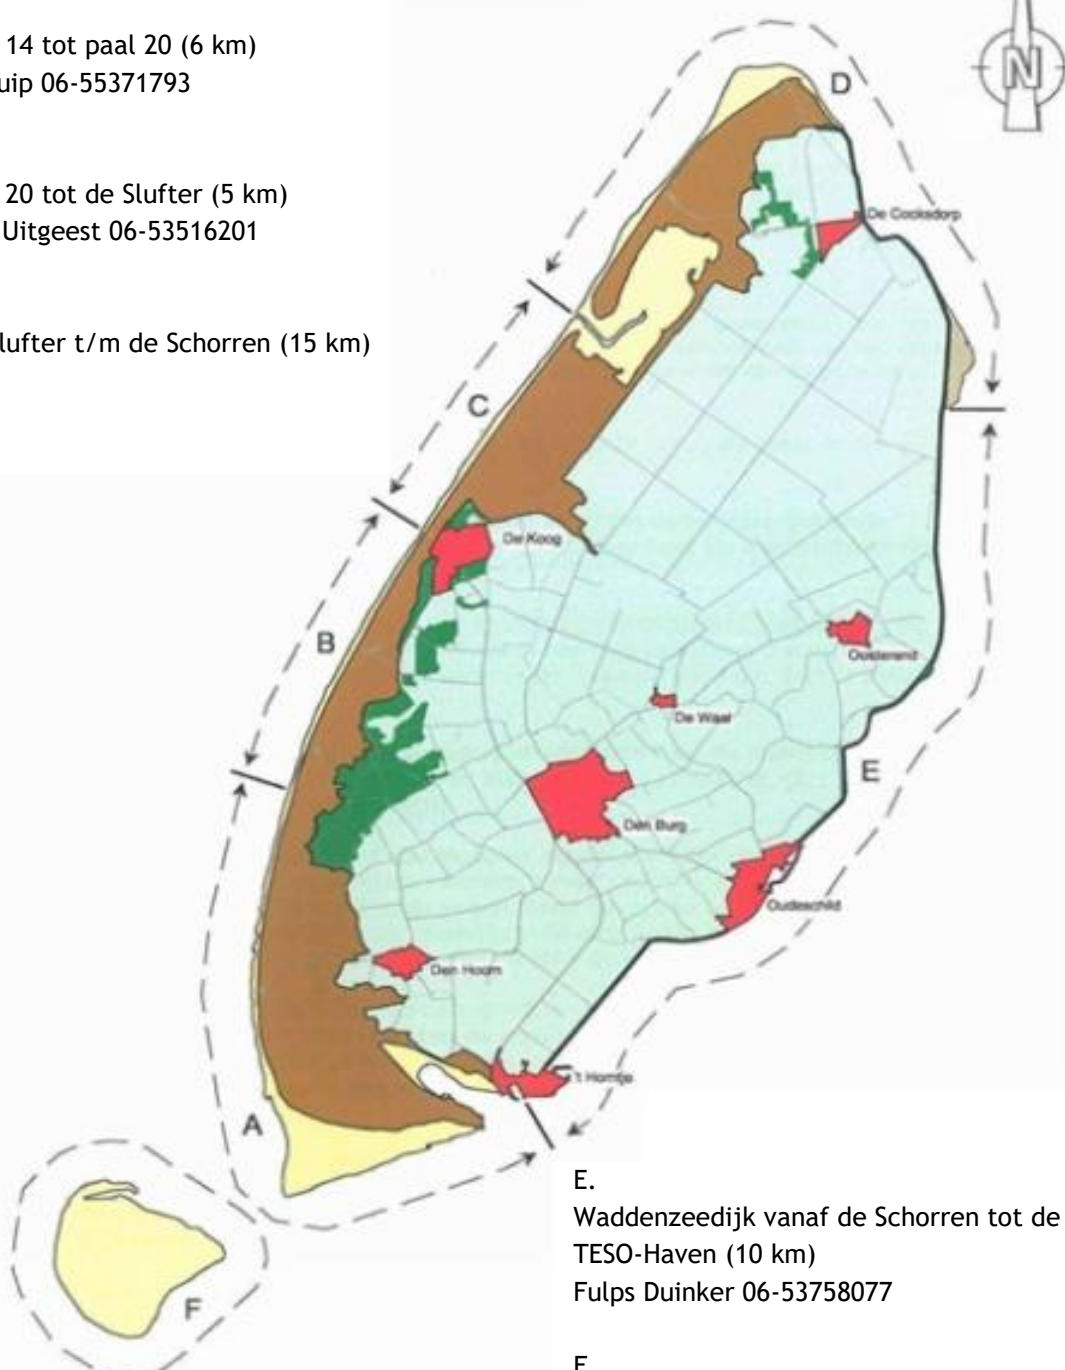 14 tot paal 20 (6 km)
uip 06-55371793
20 tot de Slufter (5 km)
Uitgeest 06-53516201
lufter t/m de Schorren (15 km)
N
D
De Cocksdorp
C
De Koog
B
Oosterend
De Waal
E
Den Burg
Oudeschild
Den Hoorn
't Horntje
A
F
E.
Waddenzeedijk vanaf de Schorren tot de
TESO-Haven (10 km)
Fulps Duinker 06-53758077